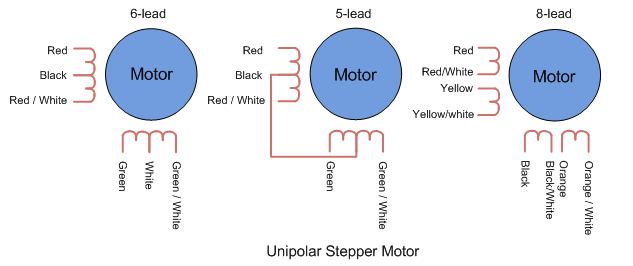 6-lead
5-lead
8-lead
Red
Black
Red / White
Motor
Green
White
Green / White
Red
Black
Red / White
Motor
Green
Green / White
Red
Red/White
Yellow
Yellow/white
Motor
Black
Black/White
Orange
Orange / White
Unipolar Stepper Motor